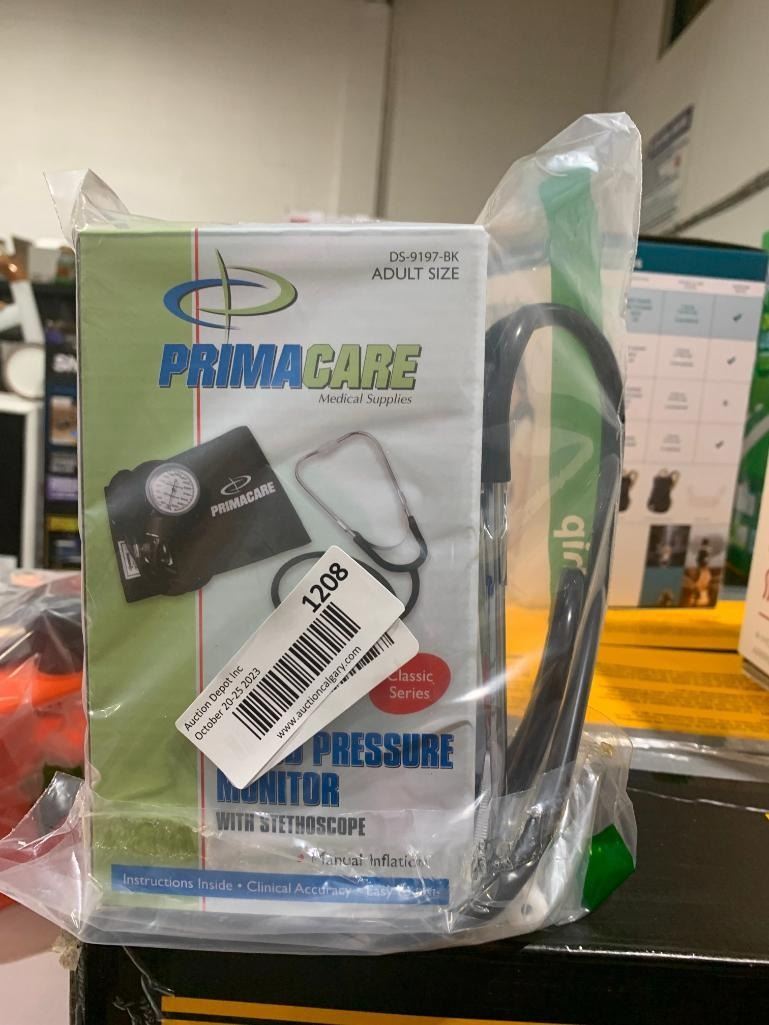 DS-9197-BK
ADULT SIZE
PRIMACARE
Medical Supplies
PRIMACARE
1208
Auction Depot Inc
October 20-25 2023
www.auctioncalgary.com
Classic
Series
PRESSURE
MONITOR
WITH STETHOSCOPE
Manual Inflation
Instructions Inside • Clinical Accuracy • Easy